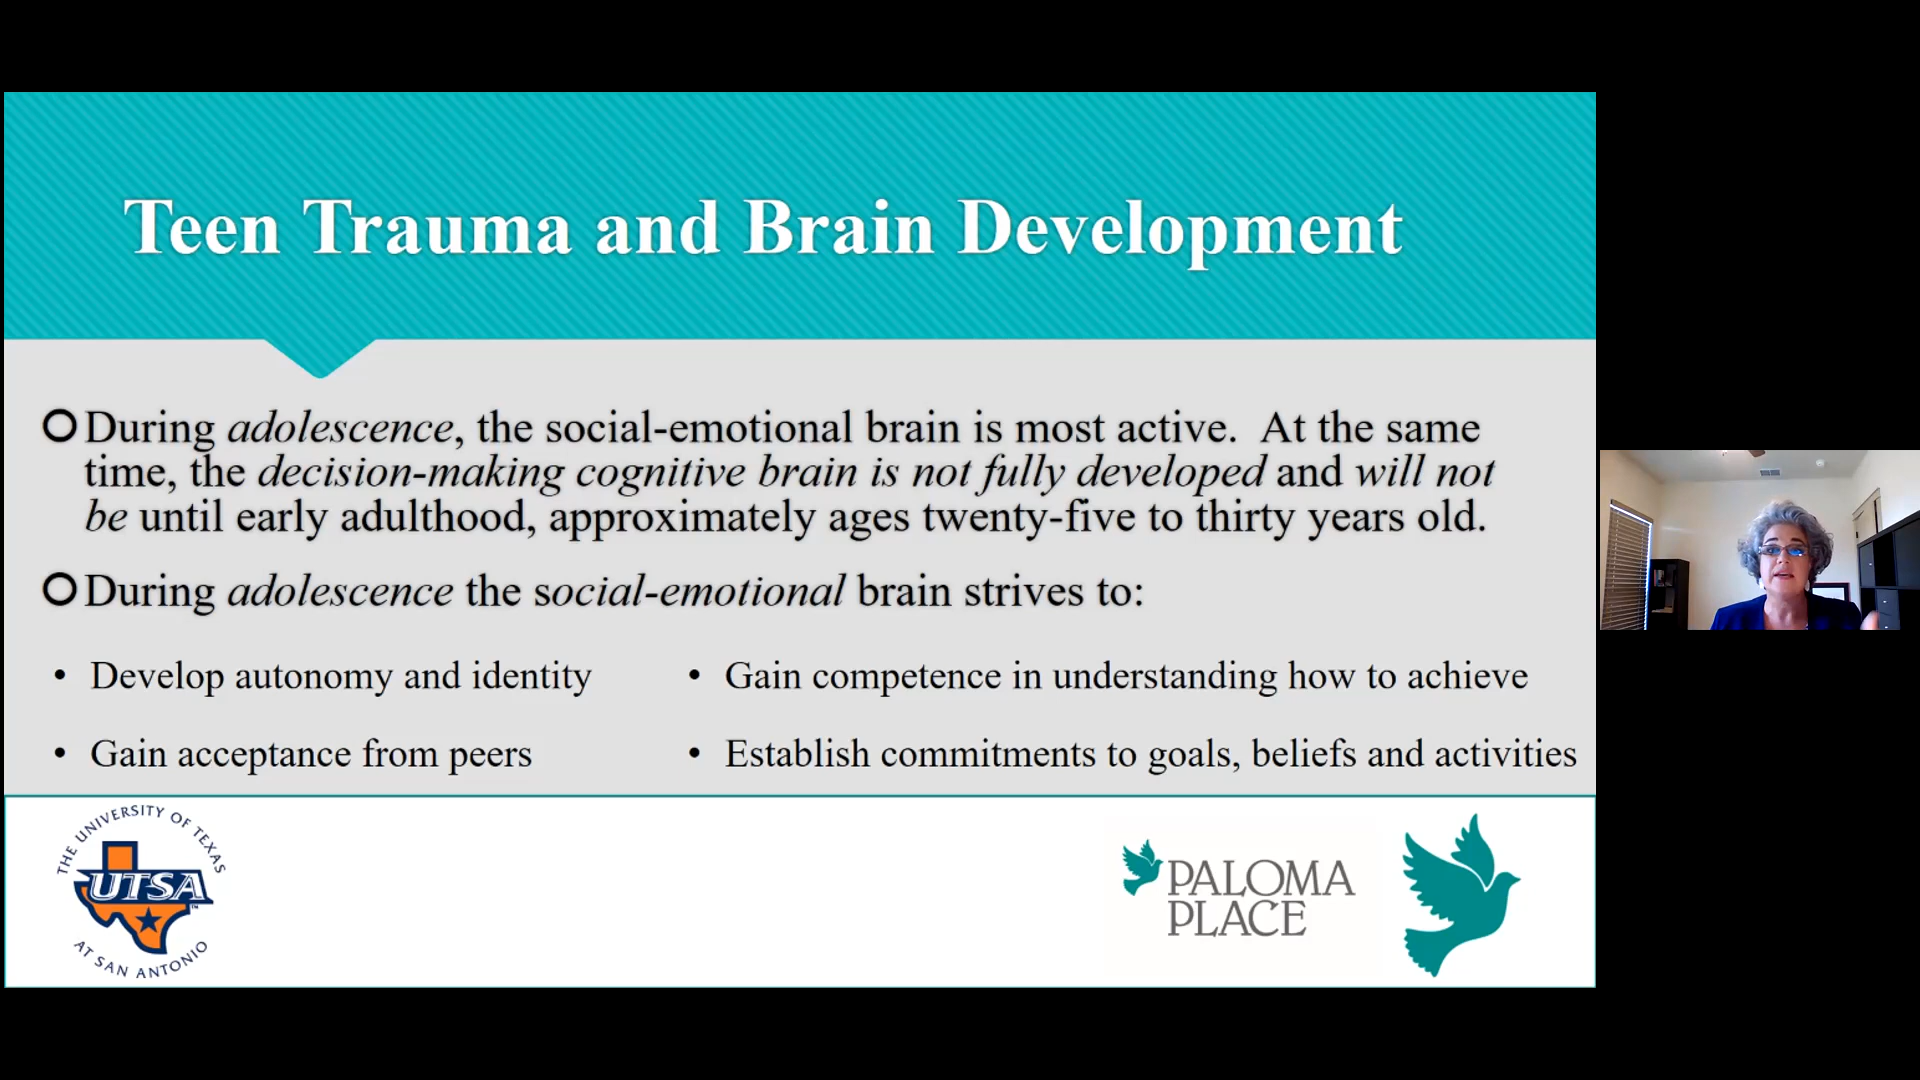 Teen Trauma and Brain Development
During adolescence, the social-emotional brain is most active.  At the same
time, the decision-making cognitive brain is not fully developed and will not
be until early adulthood, approximately ages twenty-five to thirty years old.
During adolescence the social-emotional brain strives to:
• Develop autonomy and identity
• Gain acceptance from peers
• Gain competence in understanding how to achieve
• Establish commitments to goals, beliefs and activities
THE UNIVERSITY OF TEXAS
UTSA
TM
AT SAN ANTONIO
PALOMA
PLACE